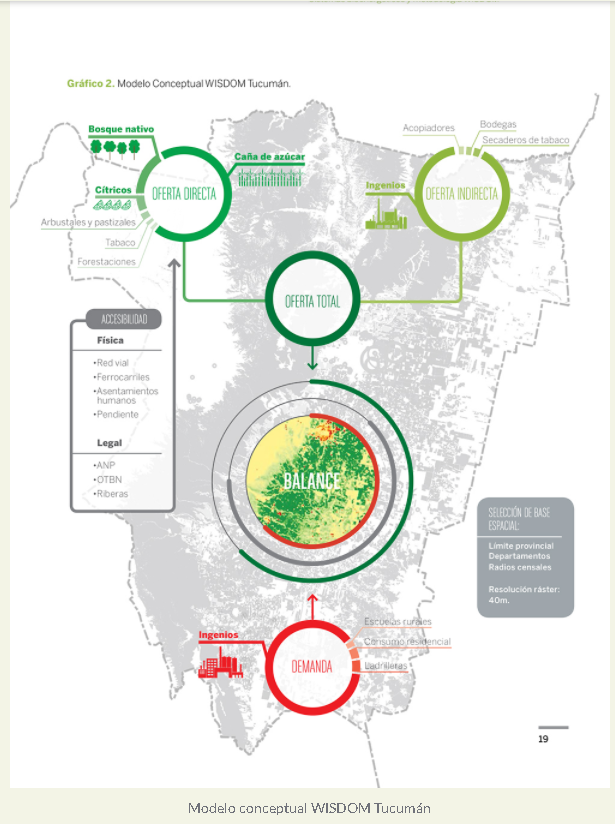 Gráfico 2. Modelo Conceptual WISDOM Tucumán.
Bosque nativo
Caña de azúcar
Cítricos
OFERTA DIRECTA
Arbustales y pastizales
Tabaco
Forestaciones
Acopiadores
Bodegas
Secaderos de tabaco
Ingenios
OFERTA INDIRECTA
OFERTA TOTAL
ACCESIBILIDAD
Física
•Red vial
•Ferrocarriles
•Asentamientos
humanos
•Pendiente
Legal
•ANP
•OTBN
•Riberas
BALANCE
SELECCIÓN DE BASE
ESPACIAL:
Límite provincial
Departamentos
Radios censales
Resolución ráster:
40m.
Ingenios
DEMANDA
Escuelas rurales
Consumo residencial
Ladrilleras
19
Modelo conceptual WISDOM Tucumán